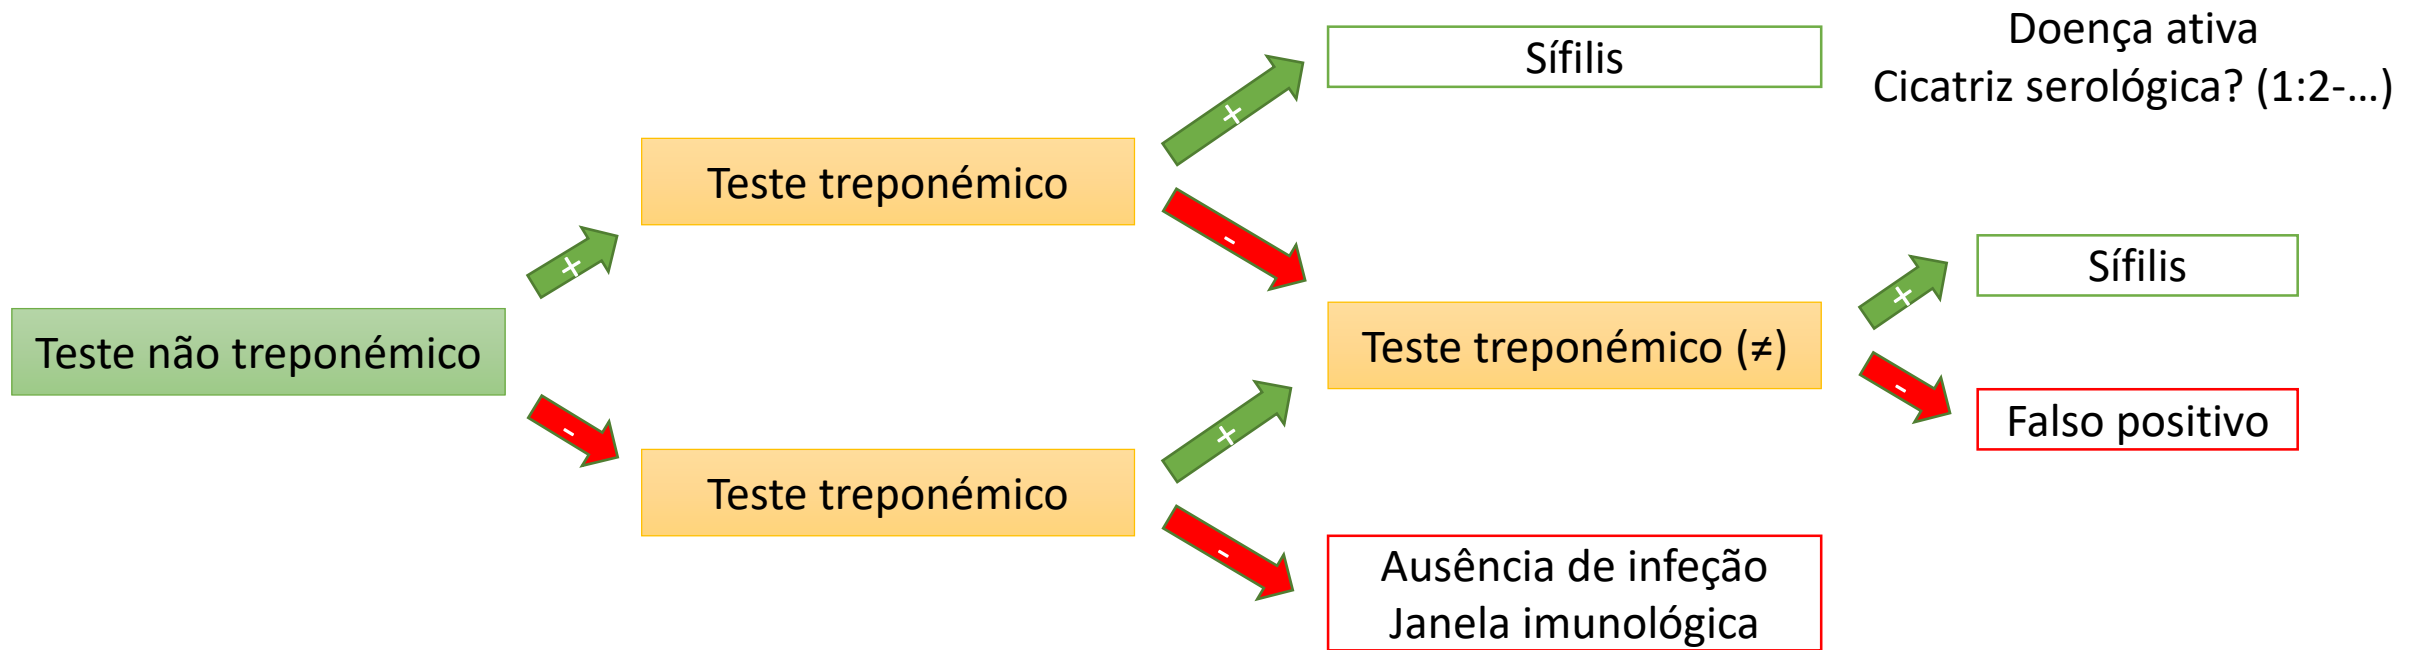 Teste não treponémico
+
-
Teste treponémico
+
-
Sífilis
Doença ativa
Cicatriz serológica? (1:2-...)
Teste treponémico (≠)
+
-
Sífilis
Falso positivo
Teste treponémico
+
-
Ausência de infeção
Janela imunológica